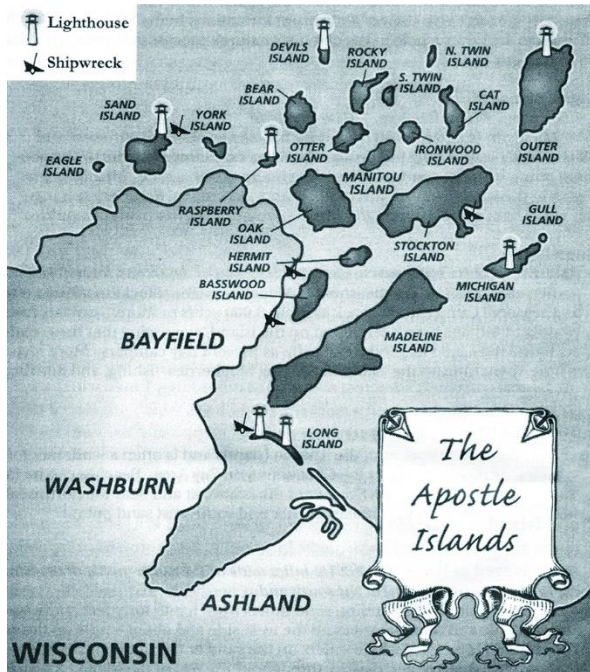 Lighthouse
Shipwreck
DEVILS
ISLAND
ROCKY
ISLAND
N. TWIN
ISLAND
S. TWIN
ISLAND
BEAR
ISLAND
CAT
ISLAND
SAND
ISLAND
YORK
ISLAND
OTTER
ISLAND
IRONWOOD
ISLAND
OUTER
ISLAND
EAGLE
ISLAND
MANITOU
ISLAND
RASPBERRY
ISLAND
GULL
ISLAND
OAK
ISLAND
STOCKTON
ISLAND
HERMIT
ISLAND
MICHIGAN
ISLAND
BASSWOOD
ISLAND
BAYFIELD
MADELINE
ISLAND
LONG
ISLAND
The
Apostle
Islands
WASHBURN
ASHLAND
WISCONSIN